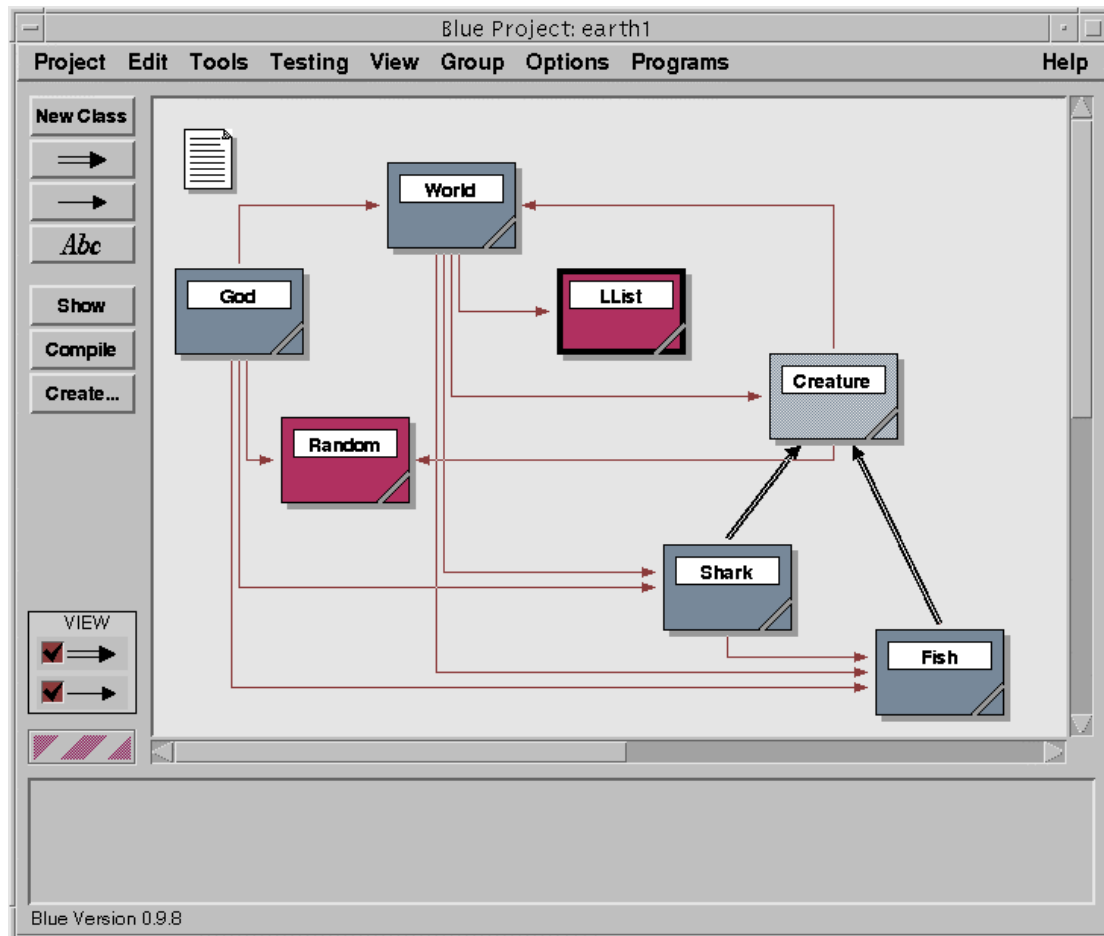 Blue Project: earth1
Project Edit Tools Testing View Group Options Programs Help
New Class
Abc
Show
Compile
Create...
World
God
LList
Creature
Random
Shark
Fish
VIEW
Blue Version 0.9.8